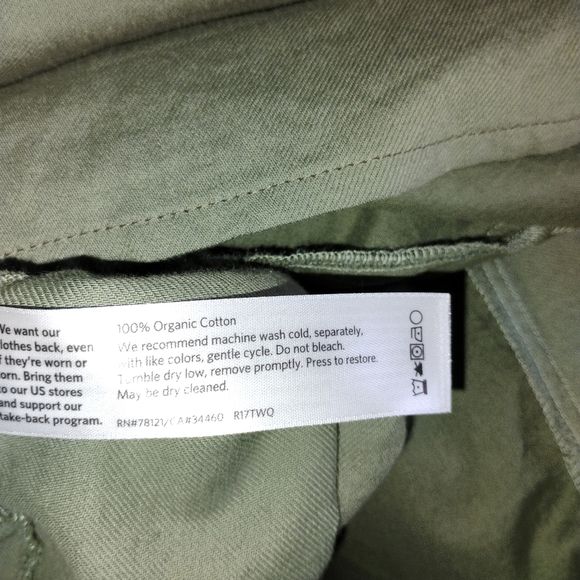 We want our
clothes back, even
if they're worn or
torn. Bring them
to our US stores
and support our
take-back program.
100% Organic Cotton
We recommend machine wash cold, separately,
with like colors, gentle cycle. Do not bleach.
Tumble dry low, remove promptly. Press to restore.
May be dry cleaned.
RN#78121/CA#34460 R17TWQ